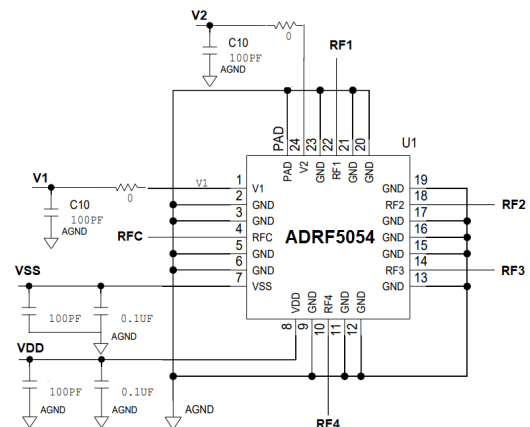 V2
C10
0
RF1
100PF
AGND
PAD
24
23
22
21
20
U1
PAD
V2
GND
RF1
GND
GND
V1
V1
1
V1
GND
19
0
2
GND
RF2
18
RF2
C10
3
GND
GND
17
100PF
RFC
4
RFC
ADRF5054
GND
16
AGND
5
GND
GND
15
6
GND
RF3
14
RF3
VSS
7
VSS
GND
13
VDD
GND
RF4
GND
GND
100PF
0.1UF
8
9
10
11
12
AGND
VDD
100PF
0.1UF
AGND
AGND
AGND
RF4